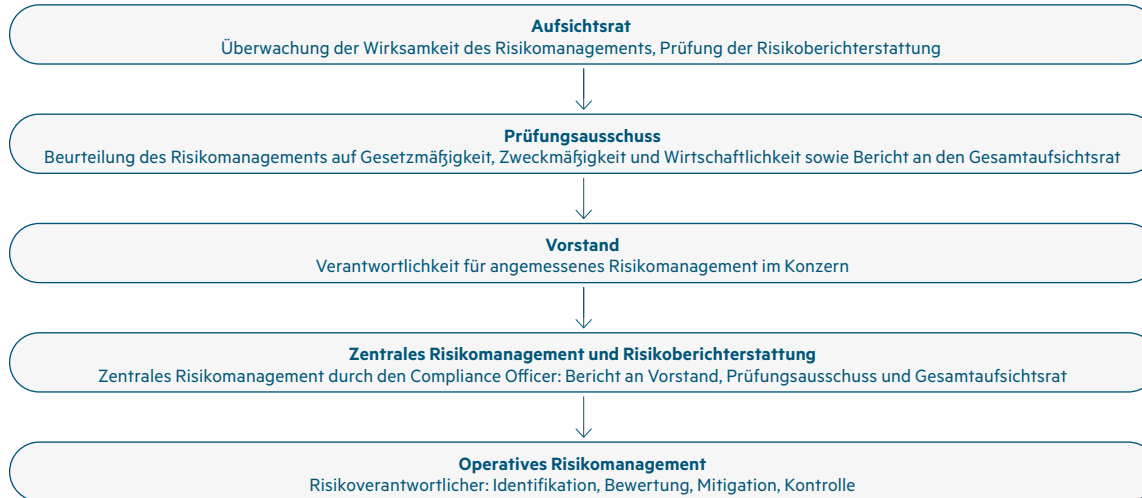 Aufsichtsrat
Überwachung der Wirksamkeit des Risikomanagements, Prüfung der Risikoberichterstattung
Prüfungsausschuss
Beurteilung des Risikomanagements auf Gesetzmäßigkeit, Zweckmäßigkeit und Wirtschaftlichkeit sowie Bericht an den Gesamtaufsichtsrat
Vorstand
Verantwortlichkeit für angemessenes Risikomanagement im Konzern
Zentrales Risikomanagement und Risikoberichterstattung
Zentrales Risikomanagement durch den Compliance Officer: Bericht an Vorstand, Prüfungsausschuss und Gesamtaufsichtsrat
Operatives Risikomanagement
Risikoverantwortlicher: Identifikation, Bewertung, Mitigation, Kontrolle